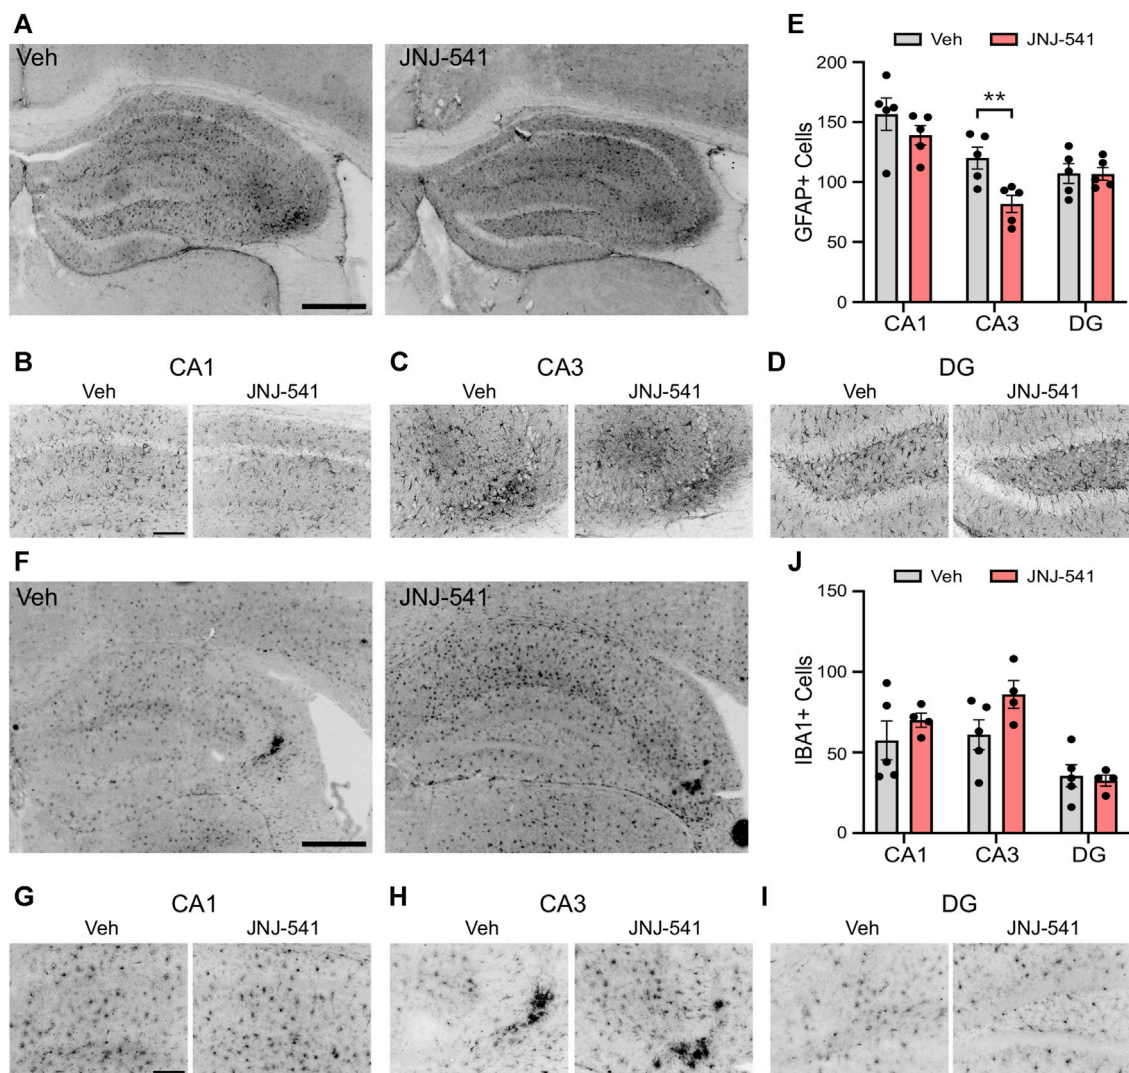 A
Veh
JNJ-541
E
Veh
JNJ-541
**
200
150
100
50
0
GFAP+ Cells
CA1
CA3
DG
B
CA1
Veh
JNJ-541
C
CA3
Veh
JNJ-541
D
DG
Veh
JNJ-541
F
Veh
JNJ-541
J
Veh
JNJ-541
150
100
50
0
IBA1+ Cells
CA1
CA3
DG
G
CA1
Veh
JNJ-541
H
CA3
Veh
JNJ-541
I
DG
Veh
JNJ-541